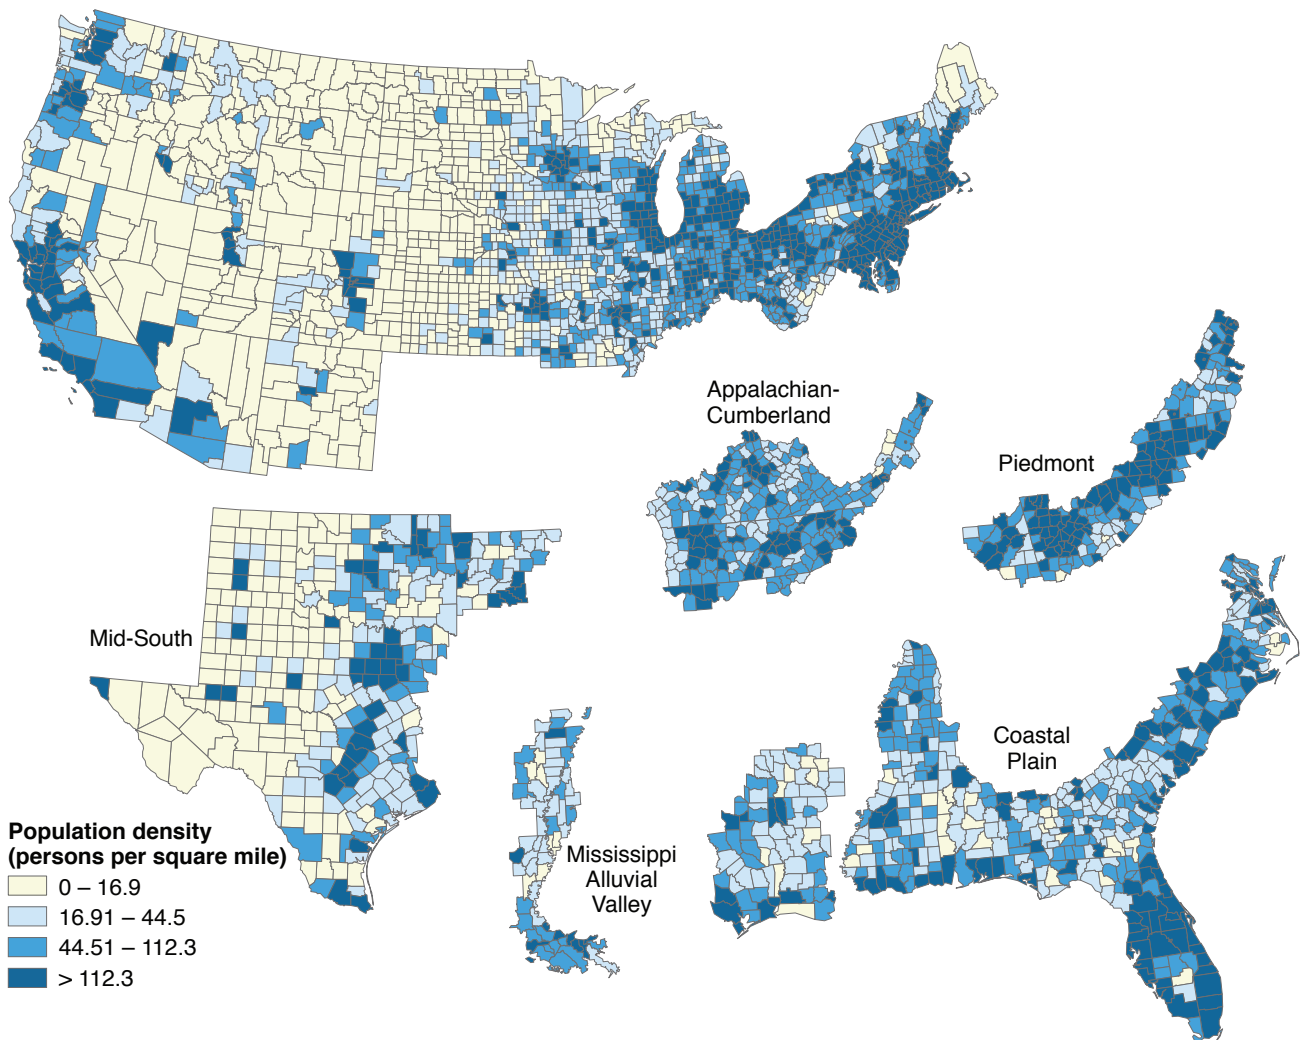 Appalachian-
Cumberland
Piedmont
Mid-South
Coastal
Plain
Mississippi
Alluvial
Valley
Population density
(persons per square mile)
0 – 16.9
16.91 – 44.5
44.51 – 112.3
> 112.3